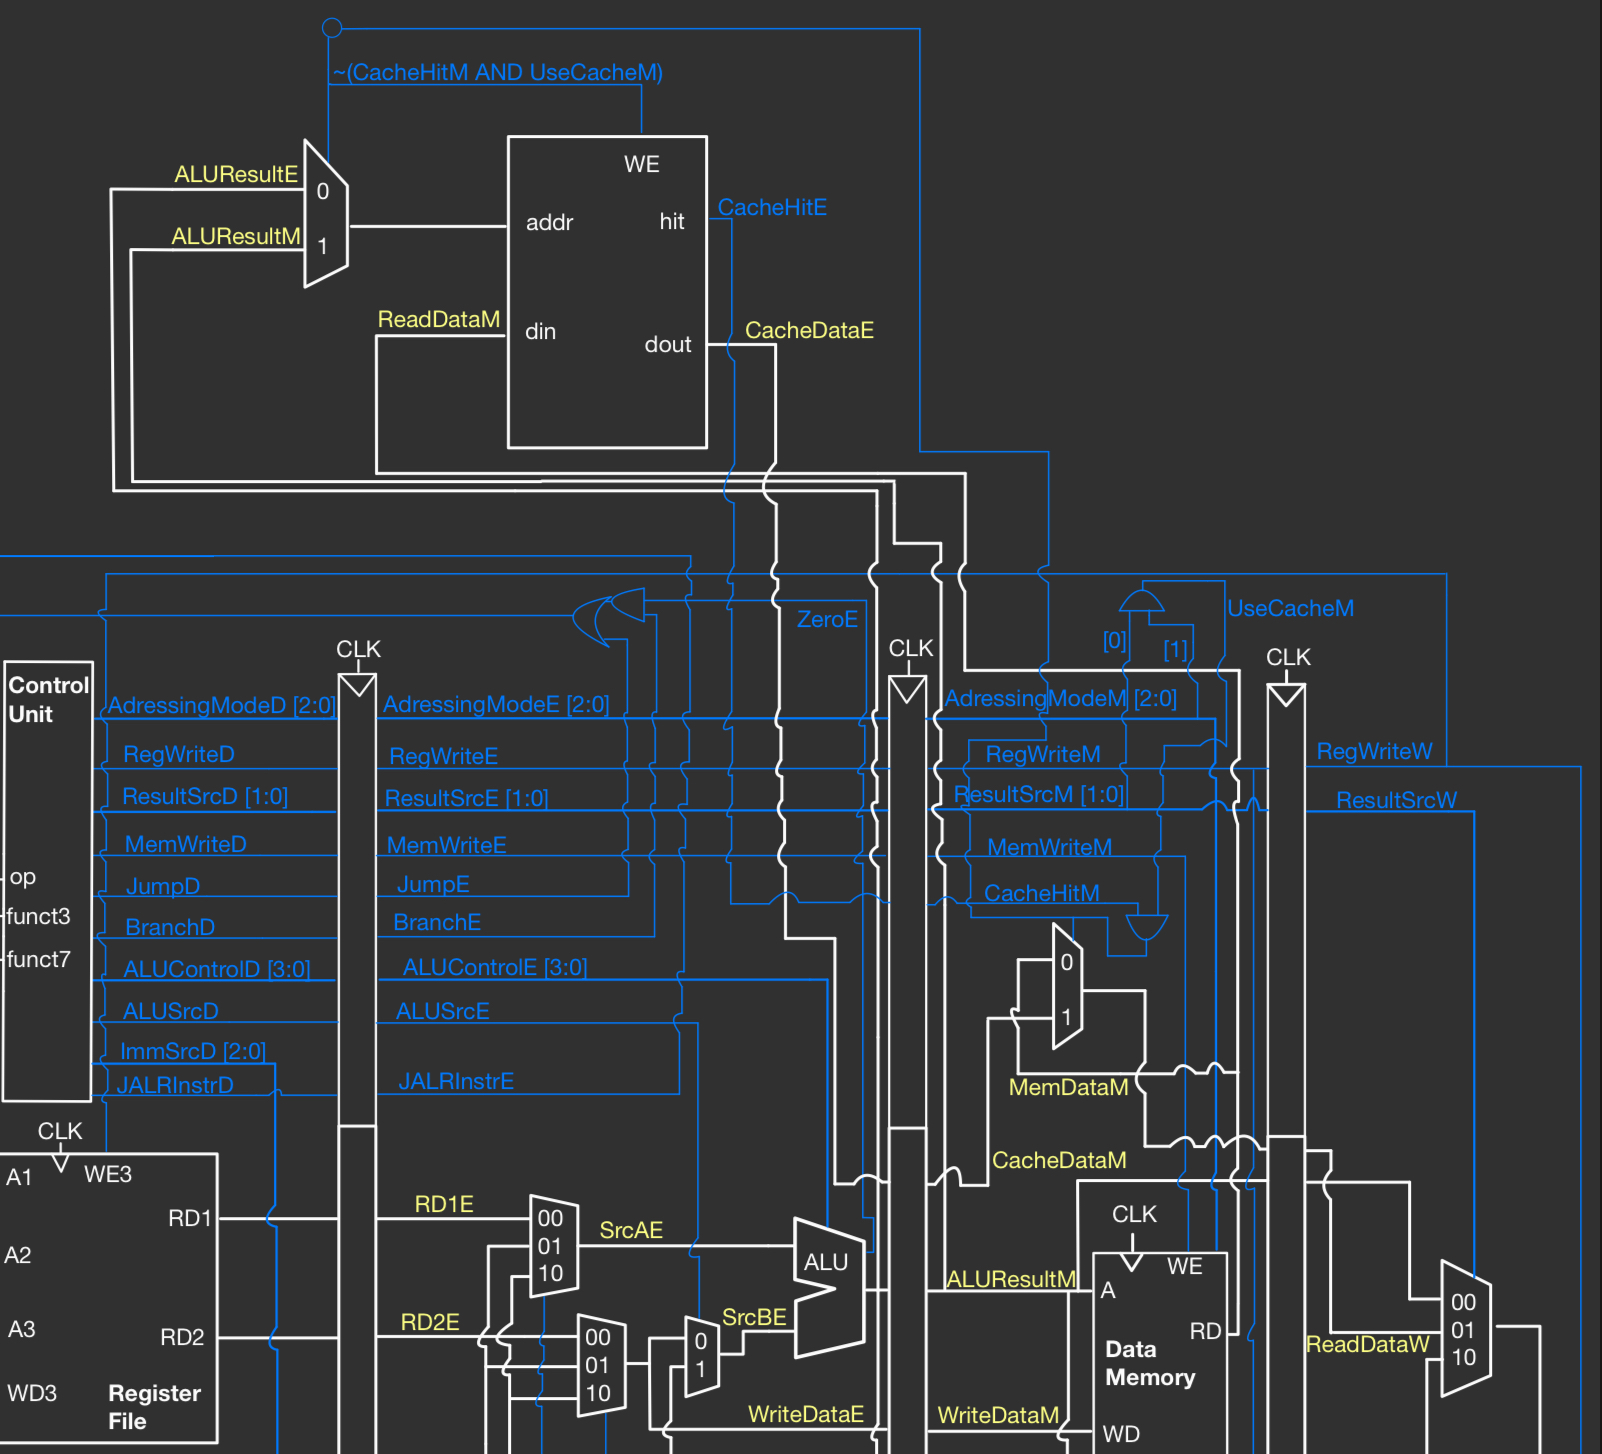 ~(CacheHitM AND UseCacheM)
WE
ALUResultE
0
addr
hit
CacheHitE
ALUResultM
1
ReadDataM
din
dout
CacheDataE
ZeroE
UseCacheM
[0]
[1]
CLK
CLK
CLK
Control
Unit
AdressingModeD [2:0]
AdressingModeE [2:0]
AdressingModeM [2:0]
RegWriteD
RegWriteE
RegWriteM
RegWriteW
ResultSrcD [1:0]
ResultSrcE [1:0]
ResultSrcM [1:0]
ResultSrcW
MemWriteD
MemWriteE
MemWriteM
op
JumpD
JumpE
CacheHitM
funct3
BranchD
BranchE
funct7
ALUControlD [3:0]
ALUControlE [3:0]
0
ALUSrcD
ALUSrcE
1
ImmSrcD [2:0]
JALRInstrD
JALRInstrE
MemDataM
CLK
A1
WE3
CacheDataM
RD1
RD1E
00
01
10
SrcAE
CLK
A2
ALU
WE
ALUResultM
A
A3
RD2
RD2E
00
01
10
0
1
SrcBE
RD
Data
Memory
00
01
10
ReadDataW
WD3
Register
File
WriteDataE
WriteDataM
WD